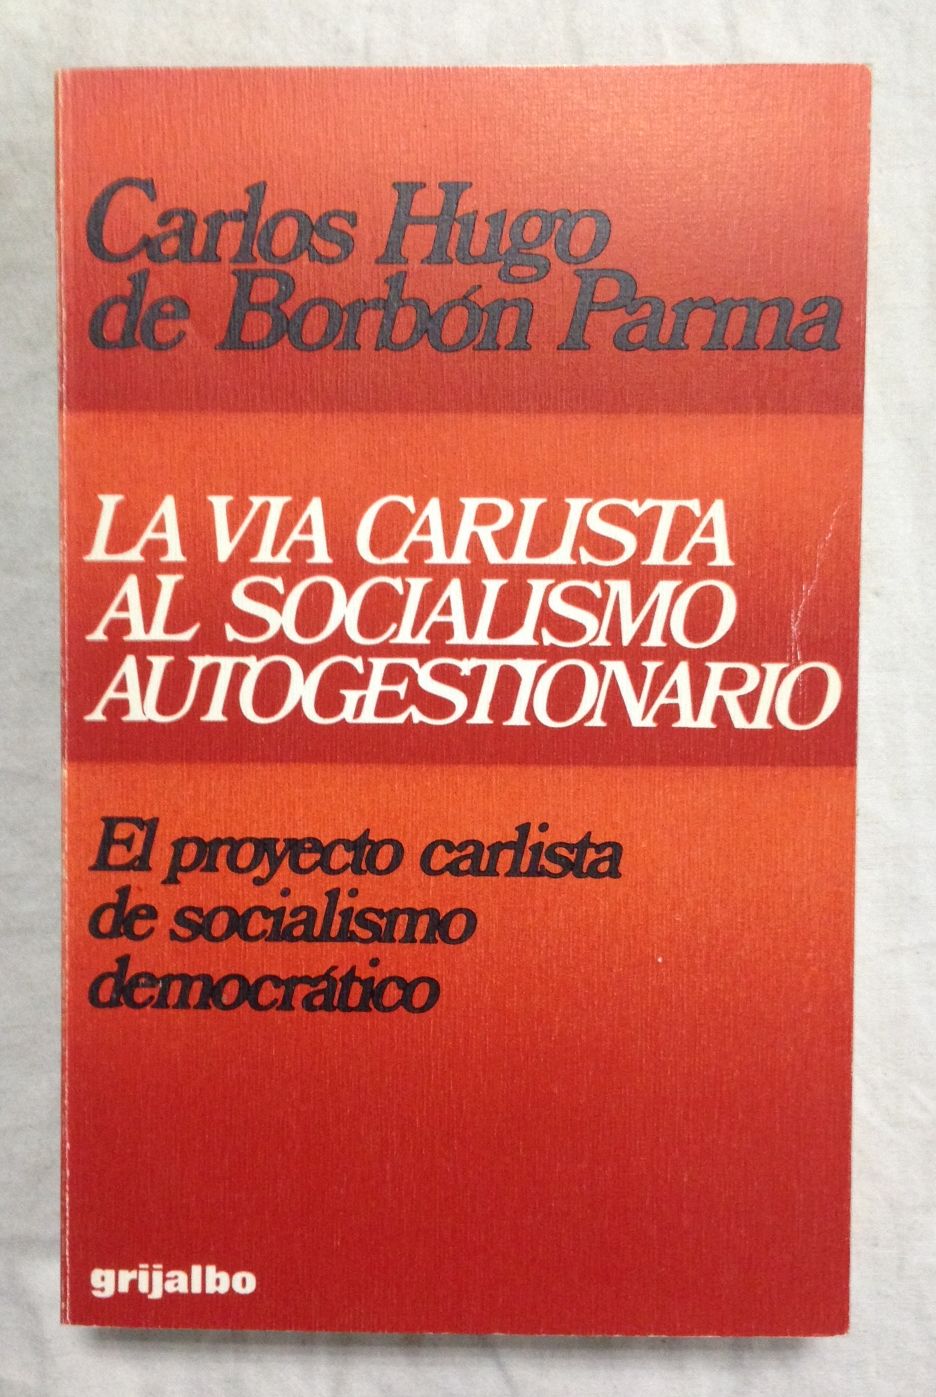 Carlos Hugo
de Borbón Parma
LA VIA CARLISTA
AL SOCIALISMO
AUTOGESTIONARIO
El proyecto carlista
de socialismo
democrático
grijalbo